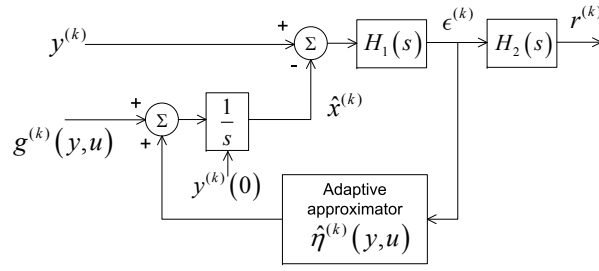 y^{(k)}
+
Σ
-
H_1(s)
ϵ^{(k)}
H_2(s)
r^{(k)}
g^{(k)}(y,u)
+
+
Σ
1/s
x̂^{(k)}
y^{(k)}(0)
Adaptive
approximator
η̂^{(k)}(y,u)